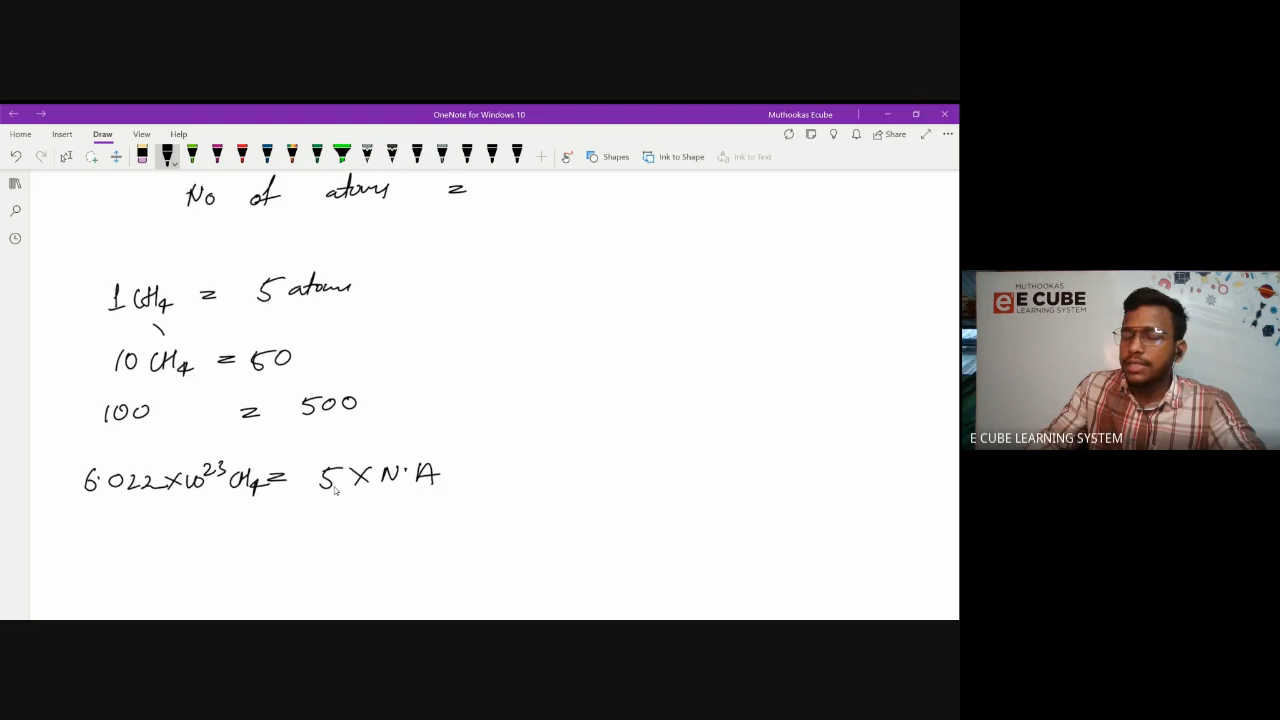 OneNote for Windows 10
Muthookas Ecube
Home Insert Draw View Help
Share
Shapes Ink to Shape Ink to Text
No of atoms =
1 CH4 = 5 atoms
10 CH4 = 50
100 = 500
6.022×10^23 CH4 = 5 × N.A
MUTHOOKAS
e E CUBE
LEARNING SYSTEM
E CUBE LEARNING SYSTEM